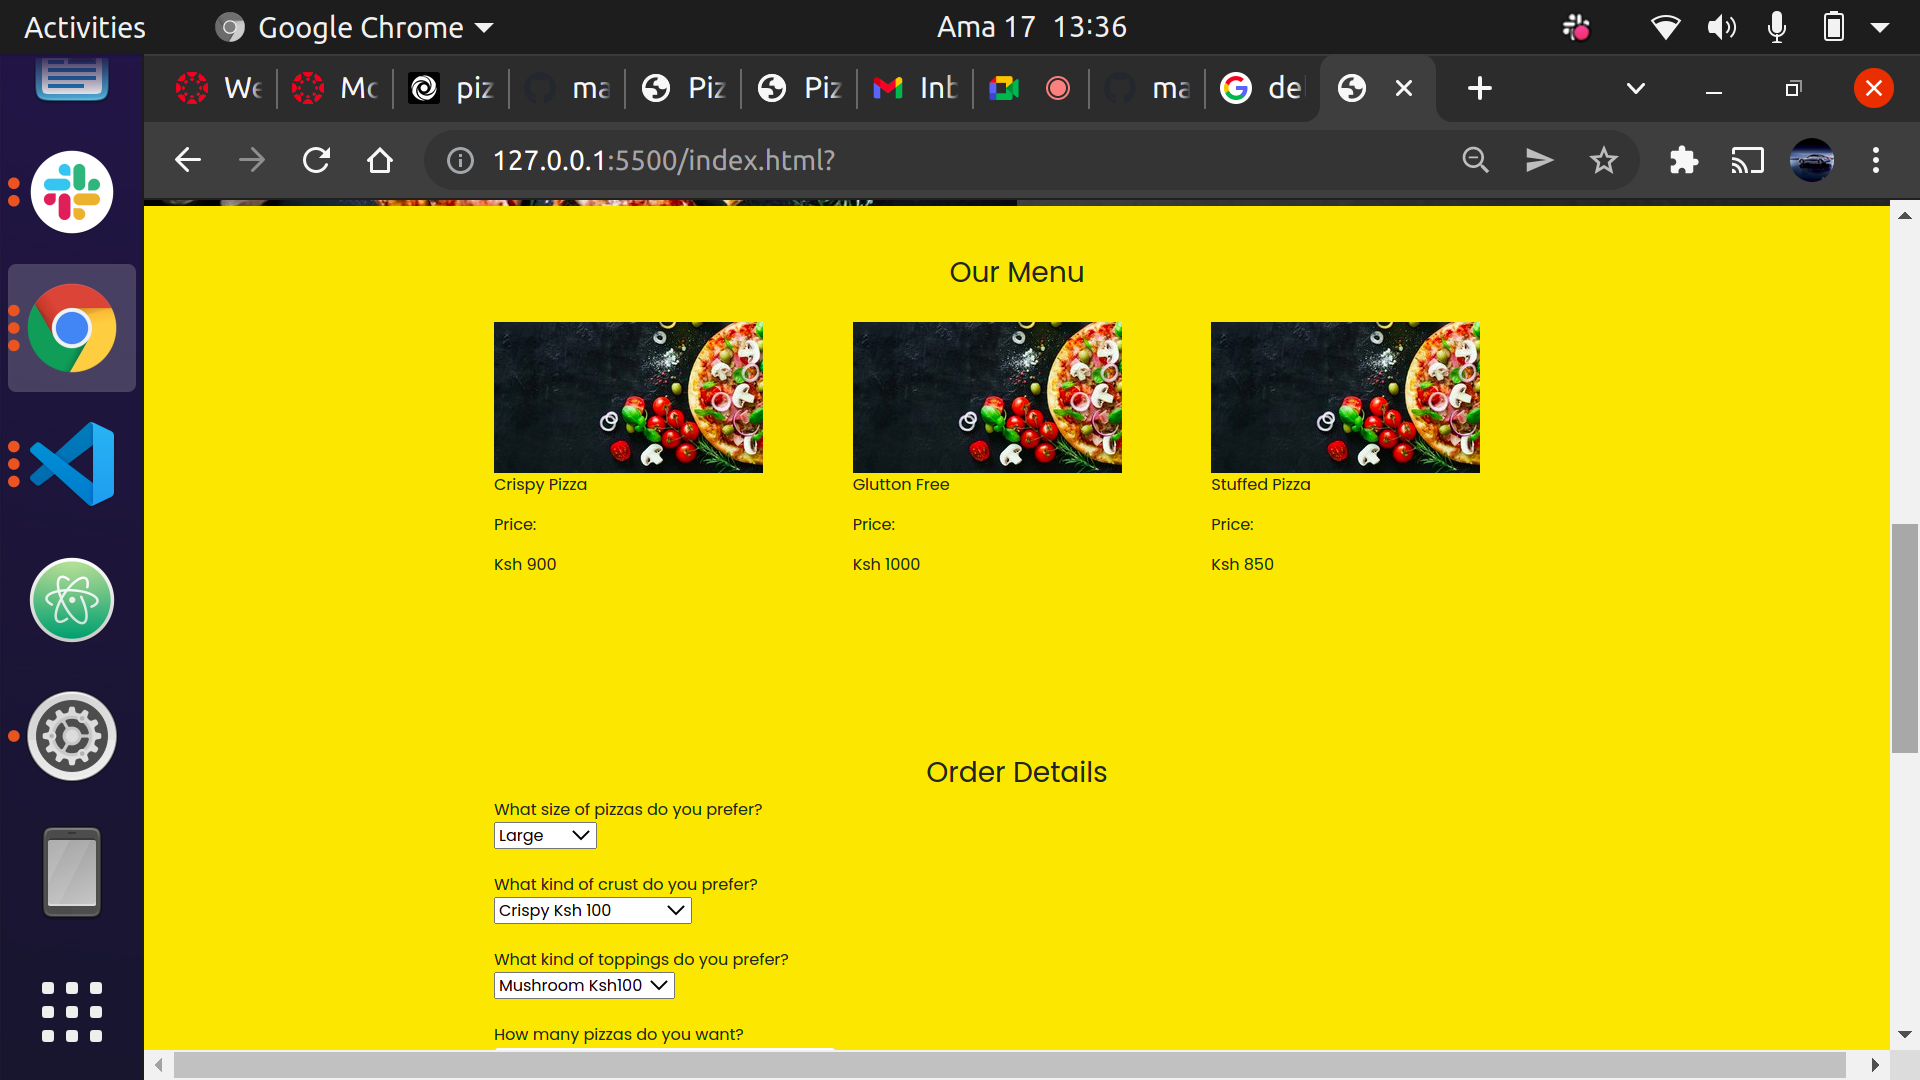 Activities Google Chrome Ama 17 13:36
We Mo piz ma Piz Piz Inb ma de
127.0.0.1:5500/index.html?
Our Menu
Crispy Pizza Glutton Free Stuffed Pizza
Price: Price: Price:
Ksh 900 Ksh 1000 Ksh 850
Order Details
What size of pizzas do you prefer?
Large
What kind of crust do you prefer?
Crispy Ksh 100
What kind of toppings do you prefer?
Mushroom Ksh100
How many pizzas do you want?